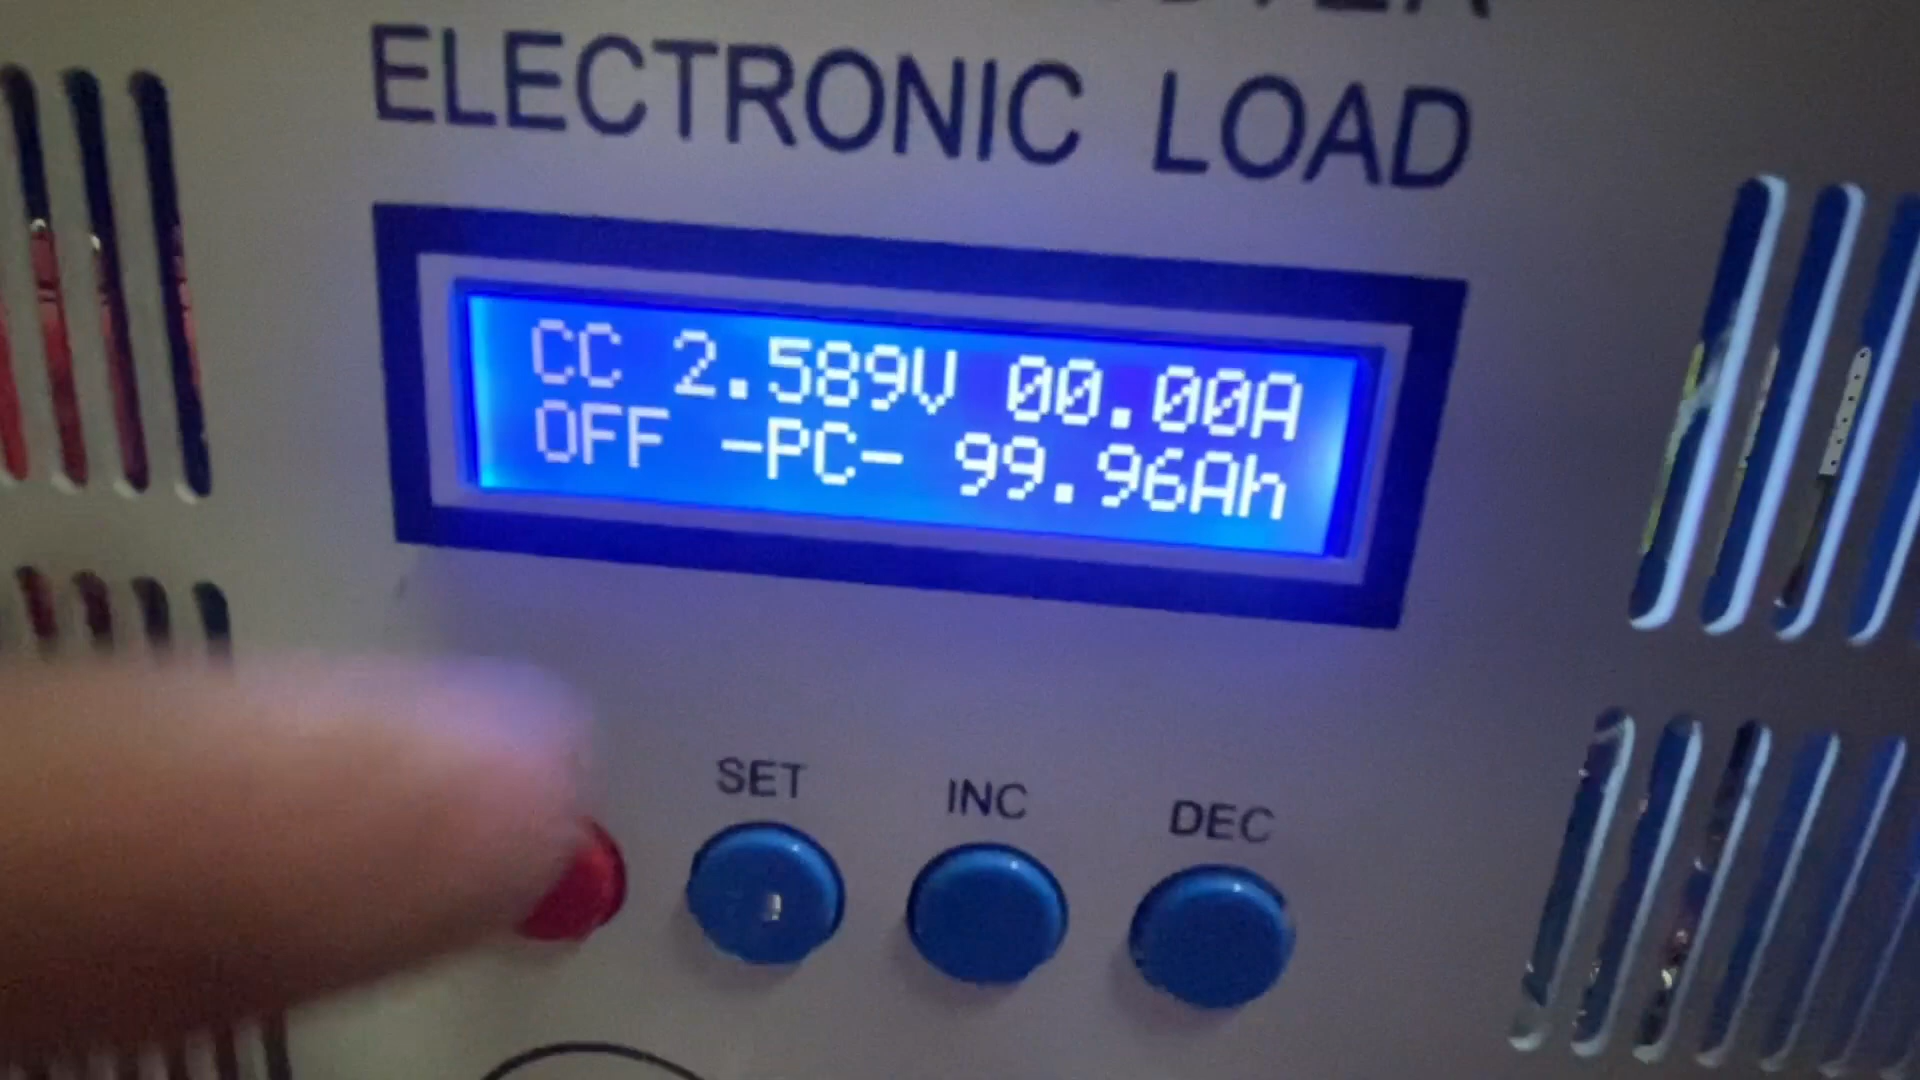 ELECTRONIC LOAD
CC 2.589V 00.00A
OFF -PC- 99.96Ah
SET INC DEC